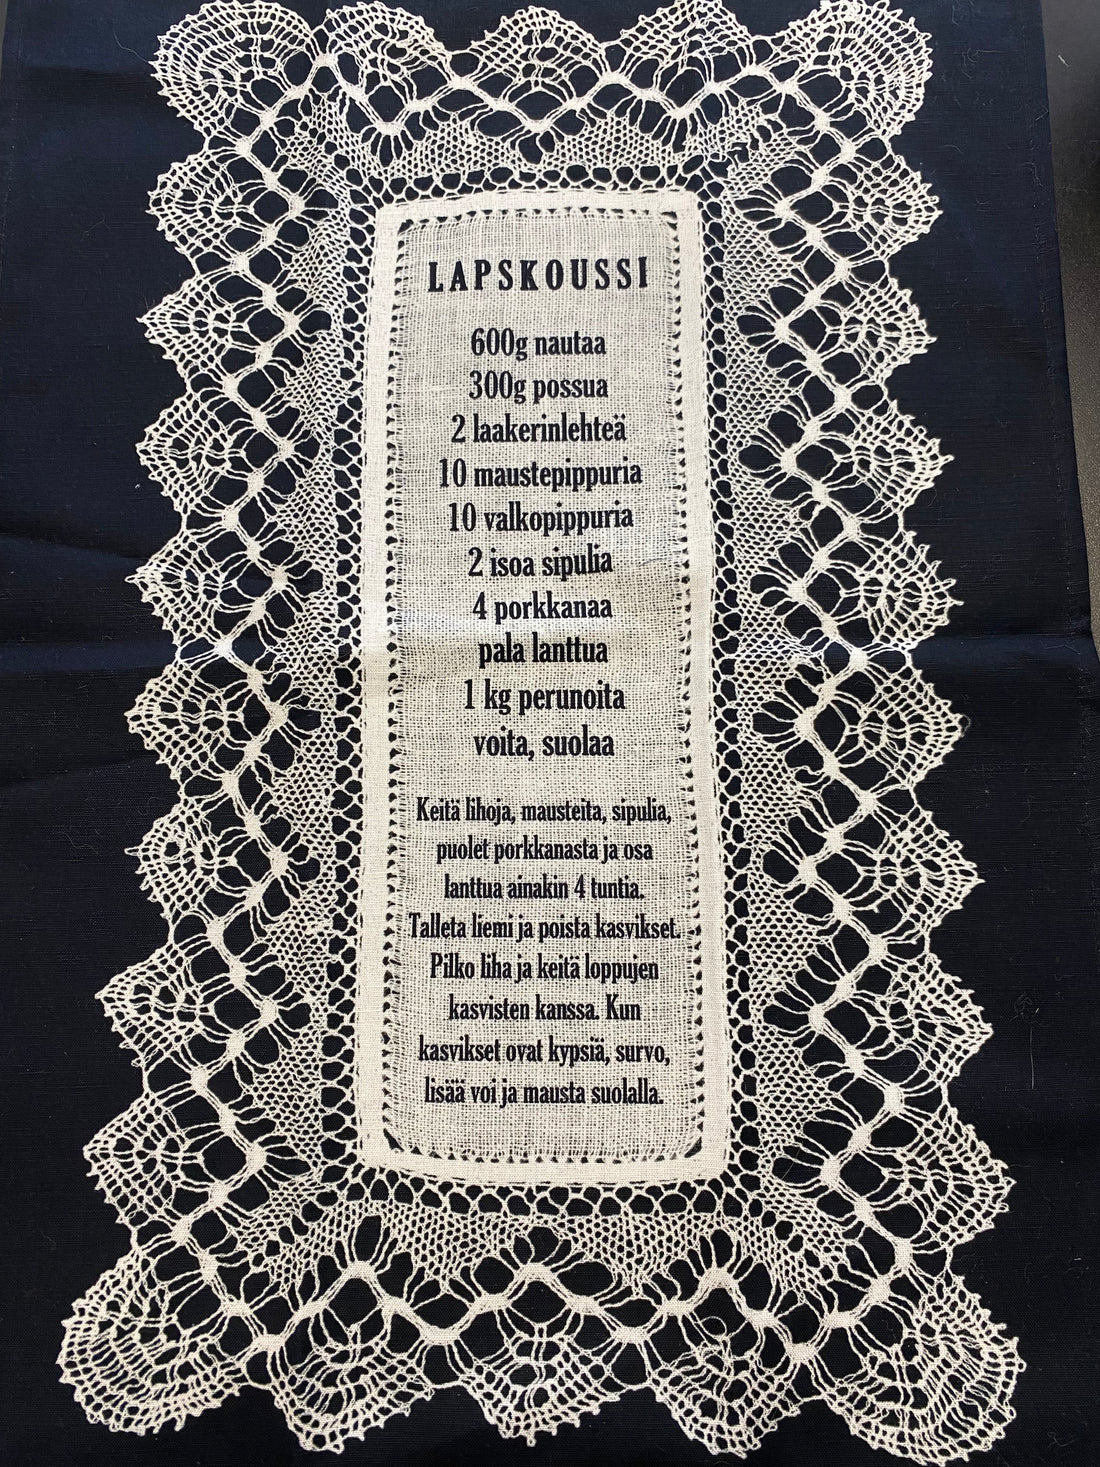 LAPSKOUSSI
600g nautaa
300g possua
2 laakerinlehteä
10 maustepippuria
10 valkopippuria
2 isoa sipulia
4 porkkanaa
pala lanttua
1 kg perunoita
voita, suolaa
Keitä lihoja, mausteita, sipulia,
puolet porkkanasta ja osa
lanttua ainakin 4 tuntia.
Talleta liemi ja poista kasvikset.
Pilko liha ja keitä loppujen
kasvisten kanssa. Kun
kasvikset ovat kypsiä, survo,
lisää voi ja mausta suolalla.